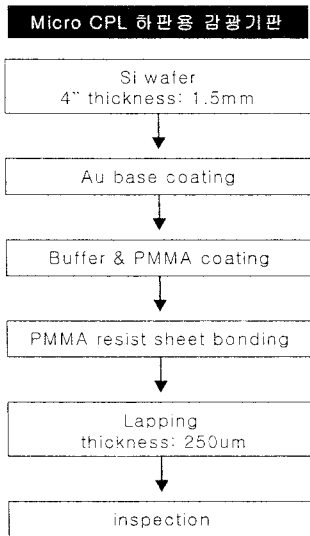 Micro CPL 하판용 감광기판
Si wafer
4" thickness: 1.5mm
Au base coating
Buffer & PMMA coating
PMMA resist sheet bonding
Lapping
thickness: 250um
inspection